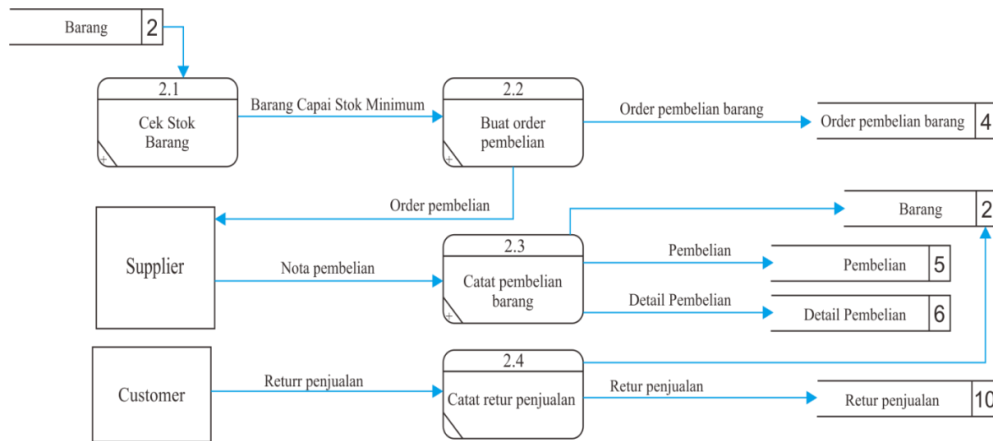 Barang 2
2.1
Cek Stok
Barang
Barang Capai Stok Minimum
2.2
Buat order
pembelian
Order pembelian barang
Order pembelian barang 4
Order pembelian
Barang 2
Supplier
Nota pembelian
2.3
Catat pembelian
barang
Pembelian
Pembelian 5
Detail Pembelian
Detail Pembelian 6
Customer
Returr penjualan
2.4
Catat retur penjualan
Retur penjualan
Retur penjualan 10